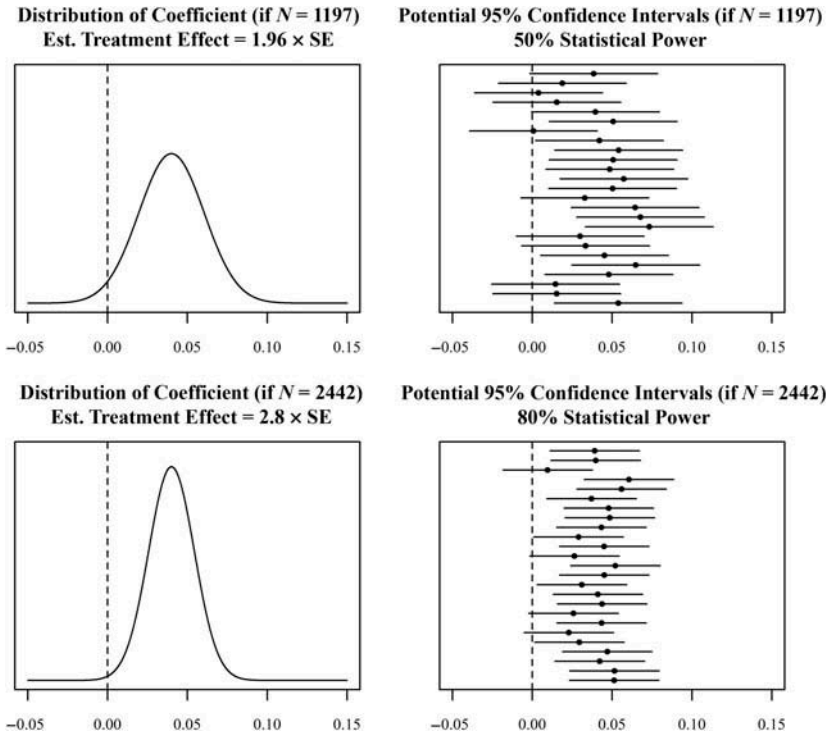 Distribution of Coefficient (if N = 1197)
Est. Treatment Effect = 1.96 × SE
−0.05 0.00 0.05 0.10 0.15
Potential 95% Confidence Intervals (if N = 1197)
50% Statistical Power
−0.05 0.00 0.05 0.10 0.15
Distribution of Coefficient (if N = 2442)
Est. Treatment Effect = 2.8 × SE
−0.05 0.00 0.05 0.10 0.15
Potential 95% Confidence Intervals (if N = 2442)
80% Statistical Power
−0.05 0.00 0.05 0.10 0.15